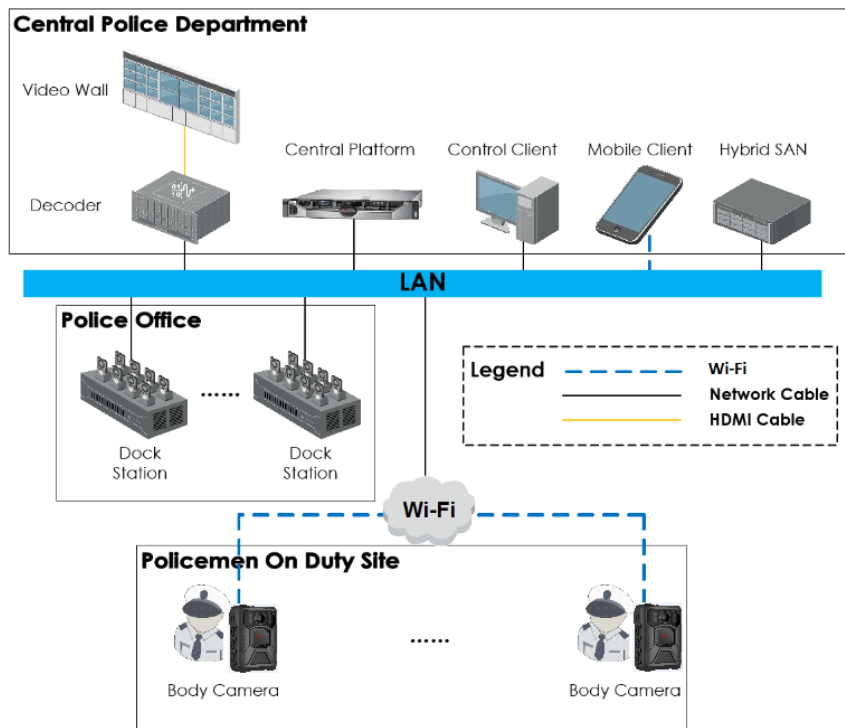 Central Police Department
Video Wall
Central Platform
Control Client
Mobile Client
Hybrid SAN
Decoder
LAN
Police Office
......
Dock
Station
Dock
Station
Legend
Wi-Fi
Network Cable
HDMI Cable
Wi-Fi
Policemen On Duty Site
......
Body Camera
Body Camera